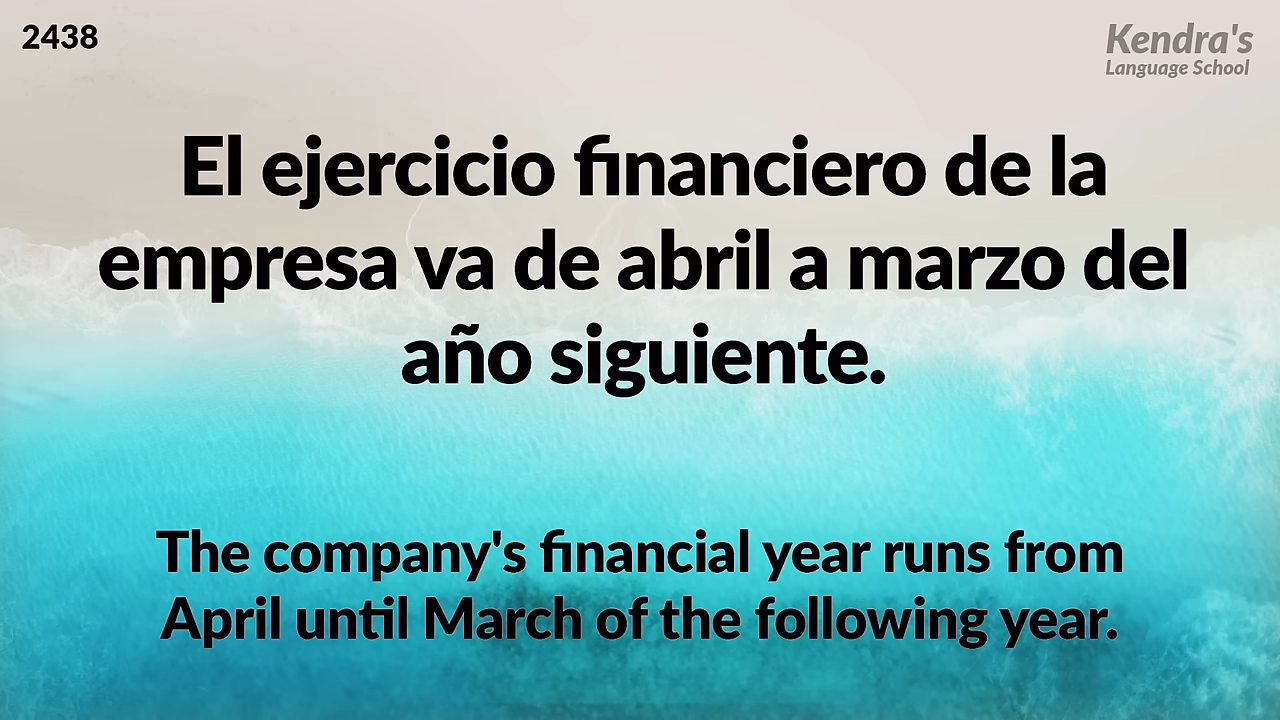 2438
Kendra's
Language School
El ejercicio financiero de la
empresa va de abril a marzo del
año siguiente.
The company's financial year runs from
April until March of the following year.